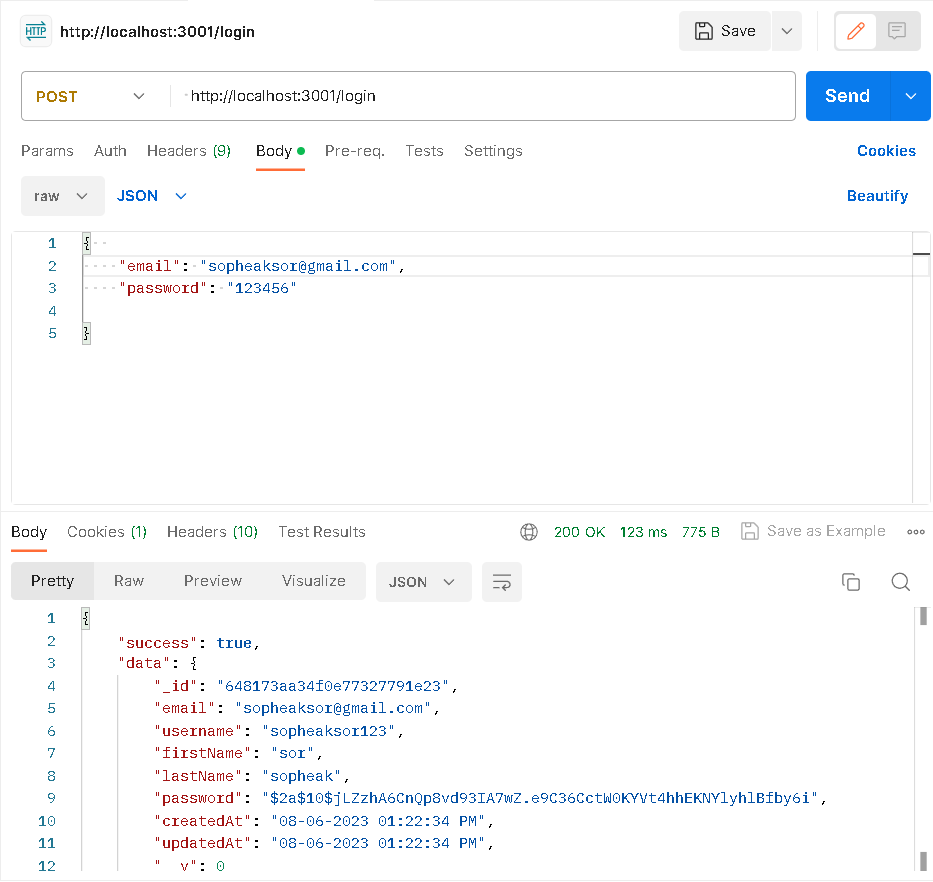 HTTP http://localhost:3001/login Save
POST http://localhost:3001/login Send
Params Auth Headers (9) Body Pre-req. Tests Settings Cookies
raw JSON Beautify
1 {
2 "email": "sopheaksor@gmail.com",
3 "password": "123456"
4
5 }
Body Cookies (1) Headers (10) Test Results 200 OK 123 ms 775 B Save as Example
Pretty Raw Preview Visualize JSON
1 {
2 "success": true,
3 "data": {
4 "_id": "648173aa34f0e77327791e23",
5 "email": "sopheaksor@gmail.com",
6 "username": "sopheaksor123",
7 "firstName": "sor",
8 "lastName": "sopheak",
9 "password": "$2a$10$jLZzhA6CnQp8vd93IA7wZ.e9C36CctW0KYVt4hhEKNYlyhlBfby6i",
10 "createdAt": "08-06-2023 01:22:34 PM",
11 "updatedAt": "08-06-2023 01:22:34 PM",
12 "__v": 0